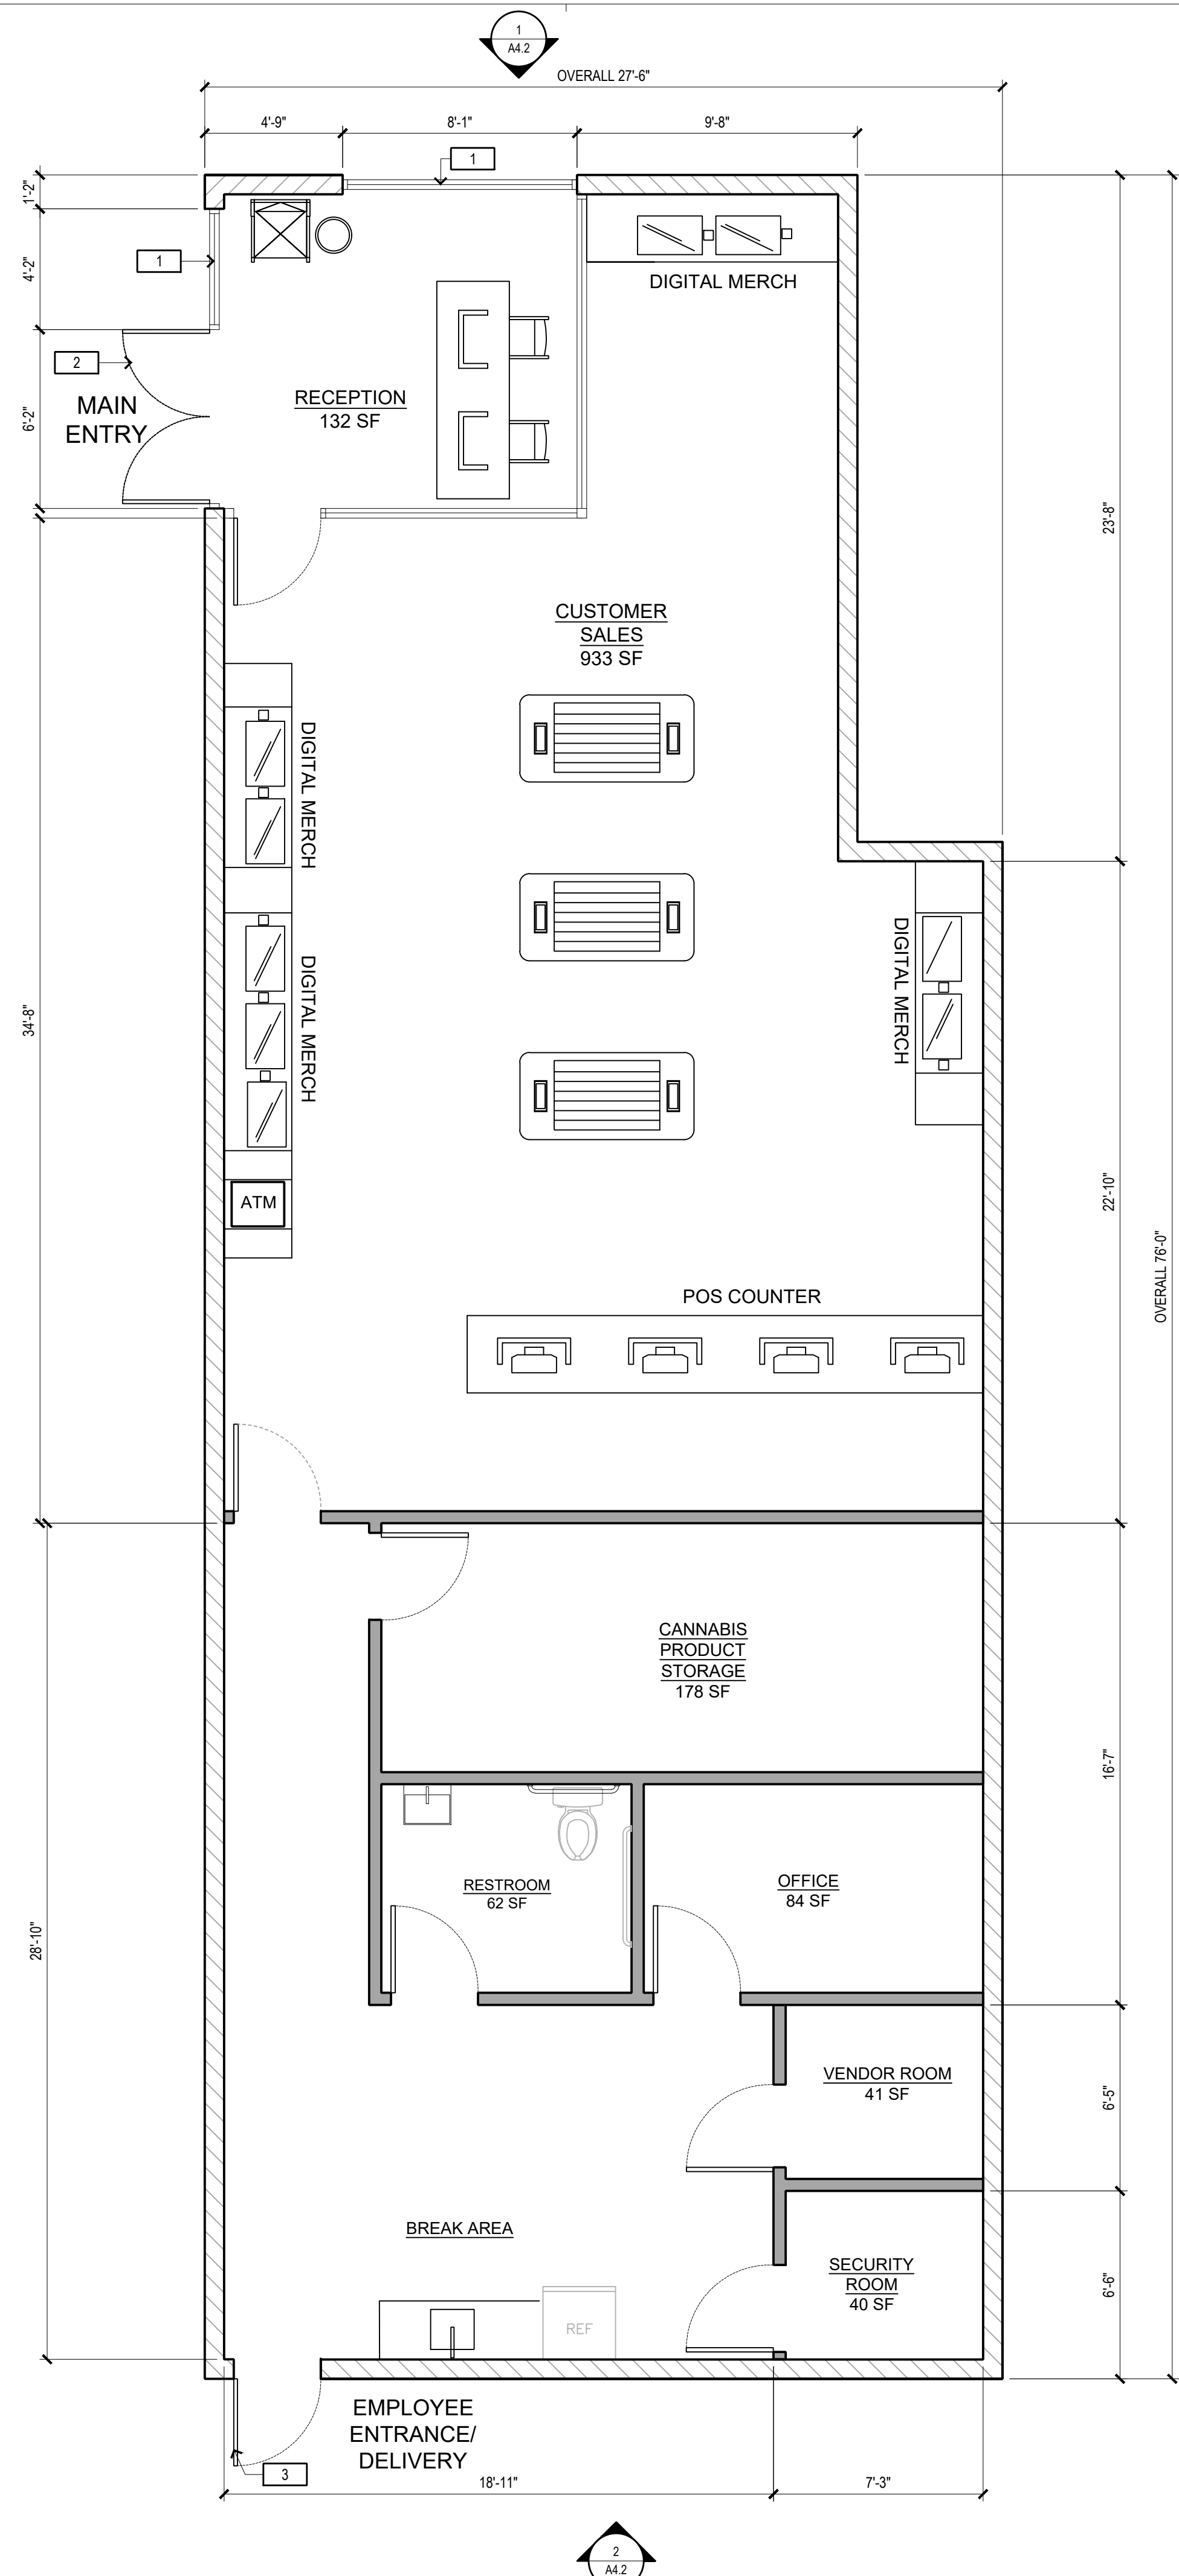 1
A4.2
OVERALL 27'-6"
4'-9"
8'-1"
9'-8"
1
1'-2"
4'-2"
1
DIGITAL MERCH
2
MAIN
ENTRY
6'-2"
RECEPTION
132 SF
23'-8"
CUSTOMER
SALES
933 SF
DIGITAL MERCH
DIGITAL MERCH
DIGITAL MERCH
34'-8"
ATM
22'-10"
OVERALL 76'-0"
POS COUNTER
CANNABIS
PRODUCT
STORAGE
178 SF
16'-7"
RESTROOM
62 SF
OFFICE
84 SF
28'-10"
VENDOR ROOM
41 SF
6'-5"
BREAK AREA
SECURITY
ROOM
40 SF
6'-6"
REF
EMPLOYEE
ENTRANCE/
DELIVERY
3
18'-11"
7'-3"
2
A4.2